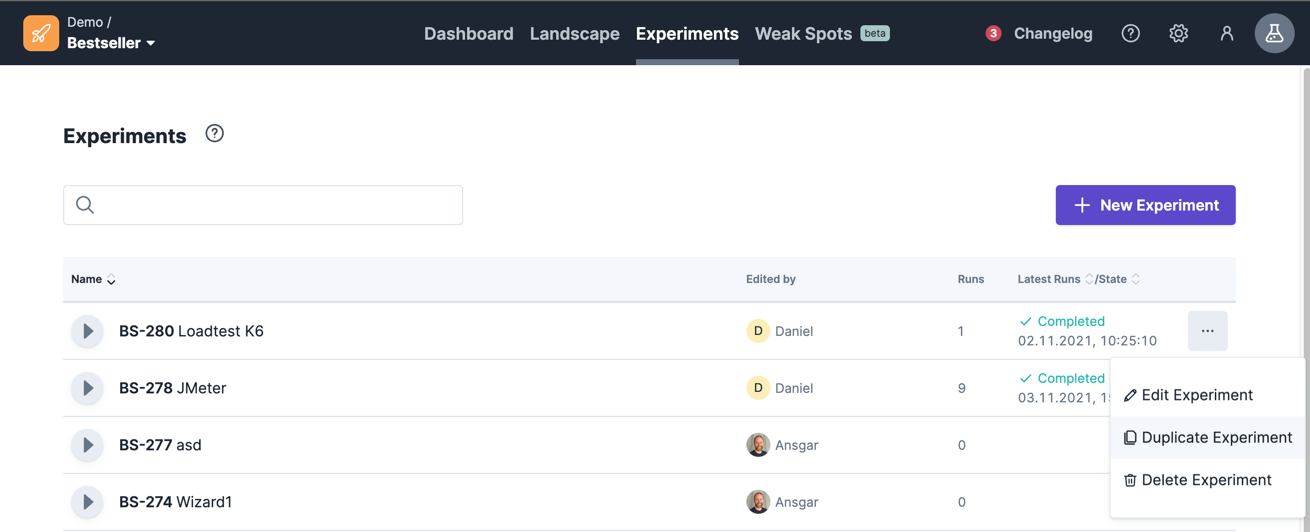 Demo /
Bestseller
Dashboard Landscape Experiments Weak Spots beta 3 Changelog
Experiments
New Experiment
Name Edited by Runs Latest Runs /State
BS-280 Loadtest K6 D Daniel 1 Completed
02.11.2021, 10:25:10
BS-278 JMeter D Daniel 9 Completed
03.11.2021, 1
Edit Experiment
BS-277 asd Ansgar 0
Duplicate Experiment
Delete Experiment
BS-274 Wizard1 Ansgar 0